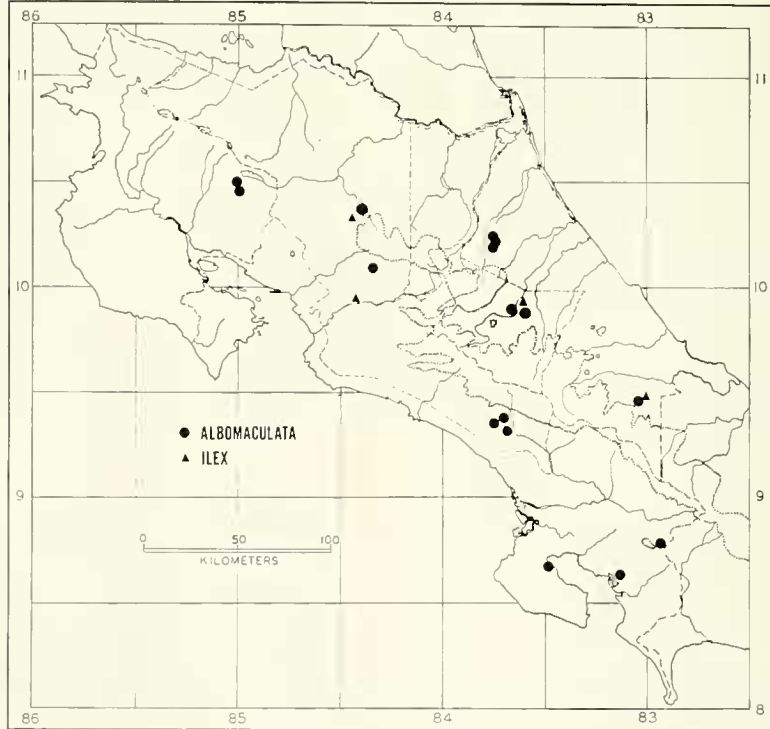 86 85 84 83
11 11
10 10
● ALBOMACULATA
▲ ILEX
9 9
0 50 100
KILOMETERS
8
86 85 84 83